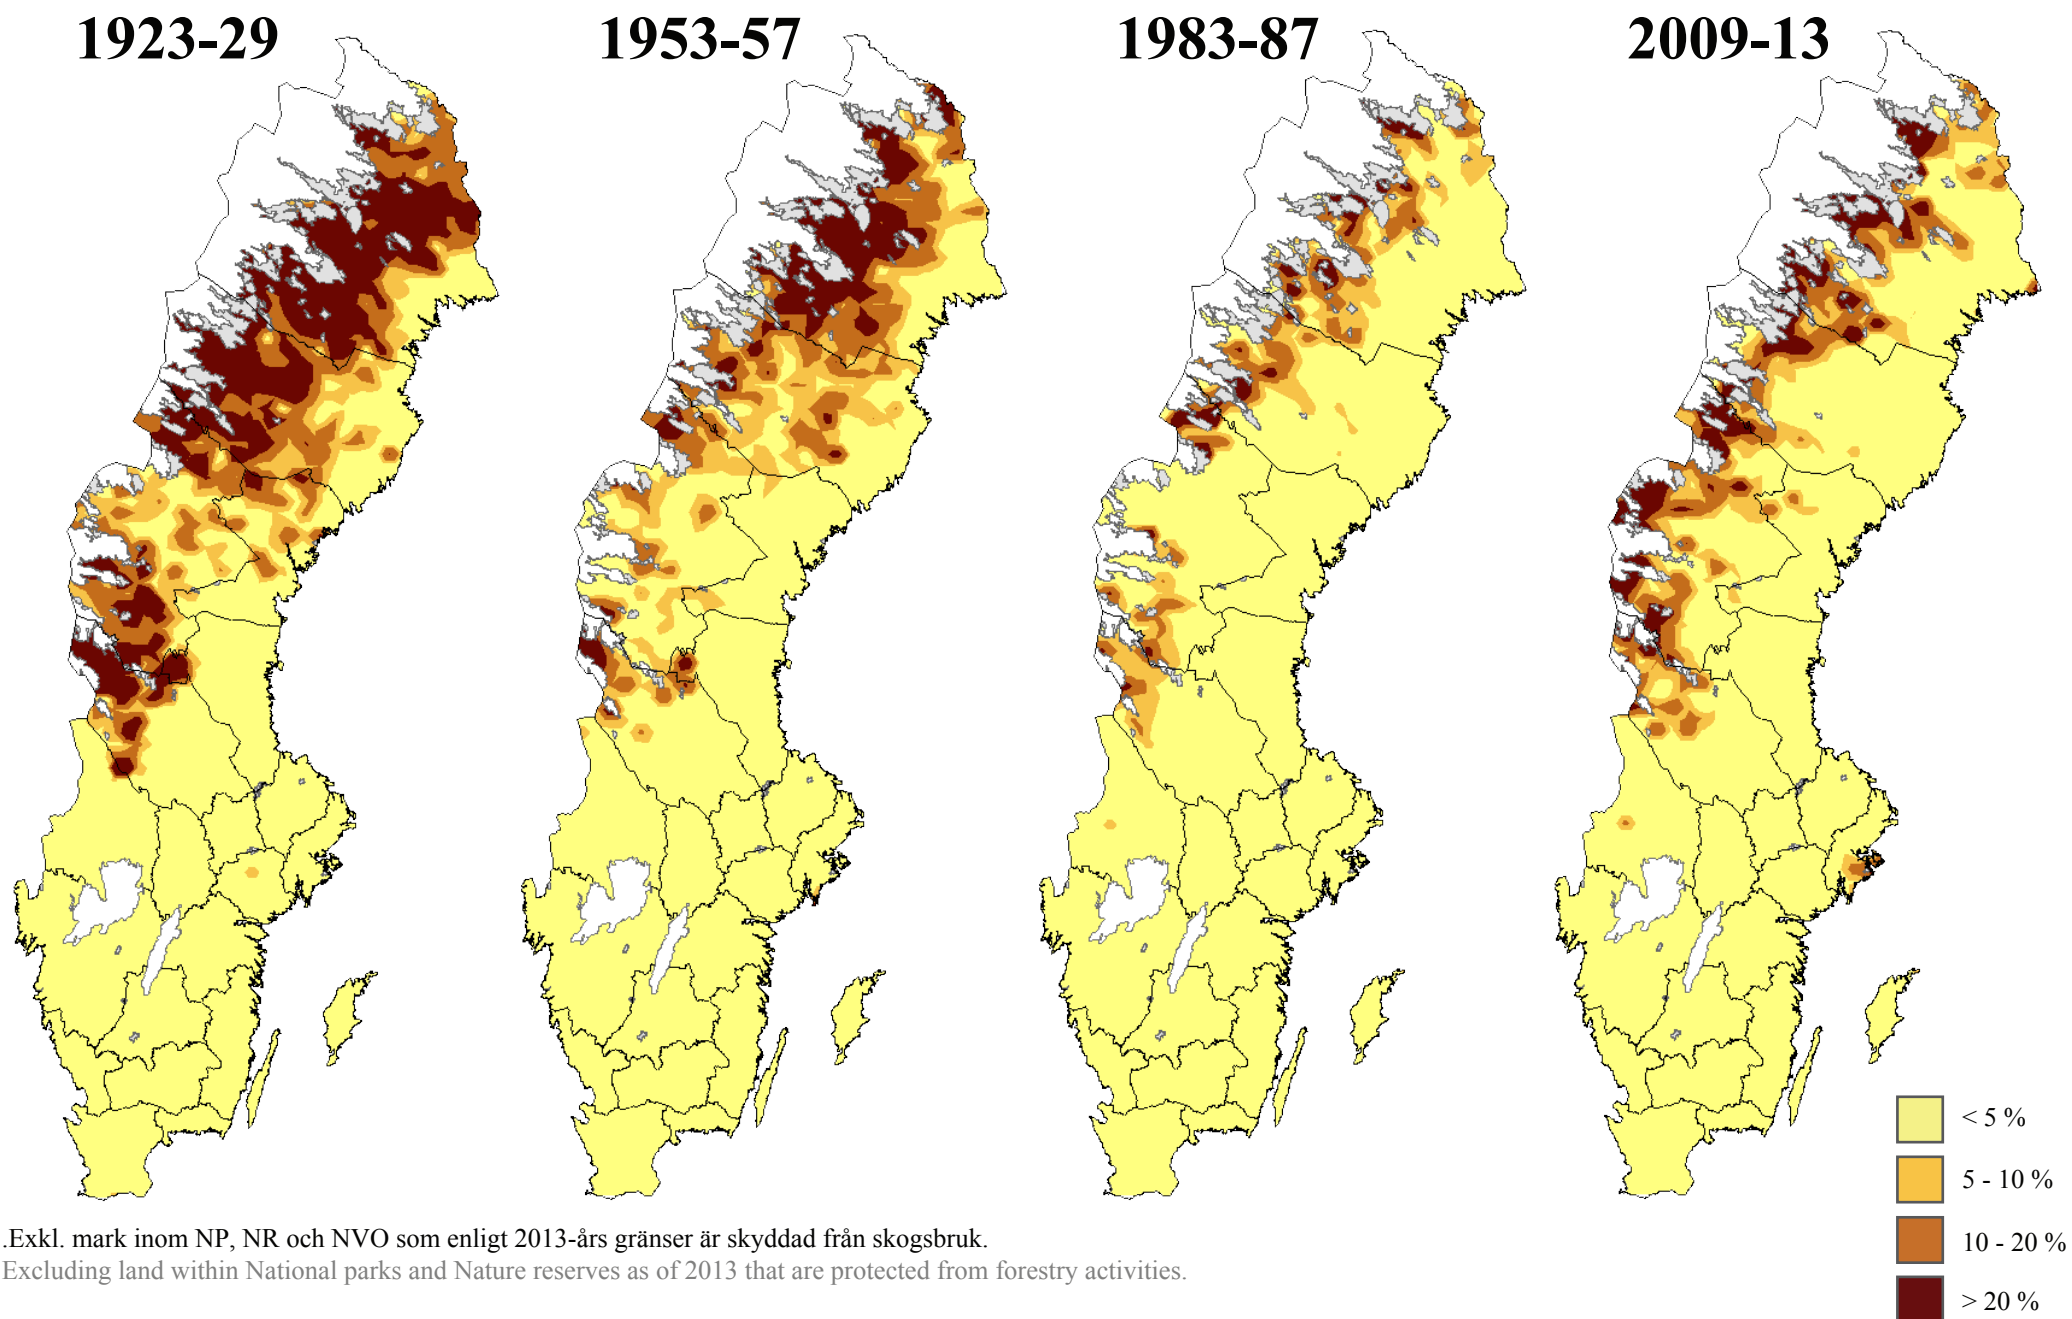 1923-29 1953-57 1983-87 2009-13
< 5 %
5 - 10 %
10 - 20 %
> 20 %
.Exkl. mark inom NP, NR och NVO som enligt 2013-års gränser är skyddad från skogsbruk.
Excluding land within National parks and Nature reserves as of 2013 that are protected from forestry activities.